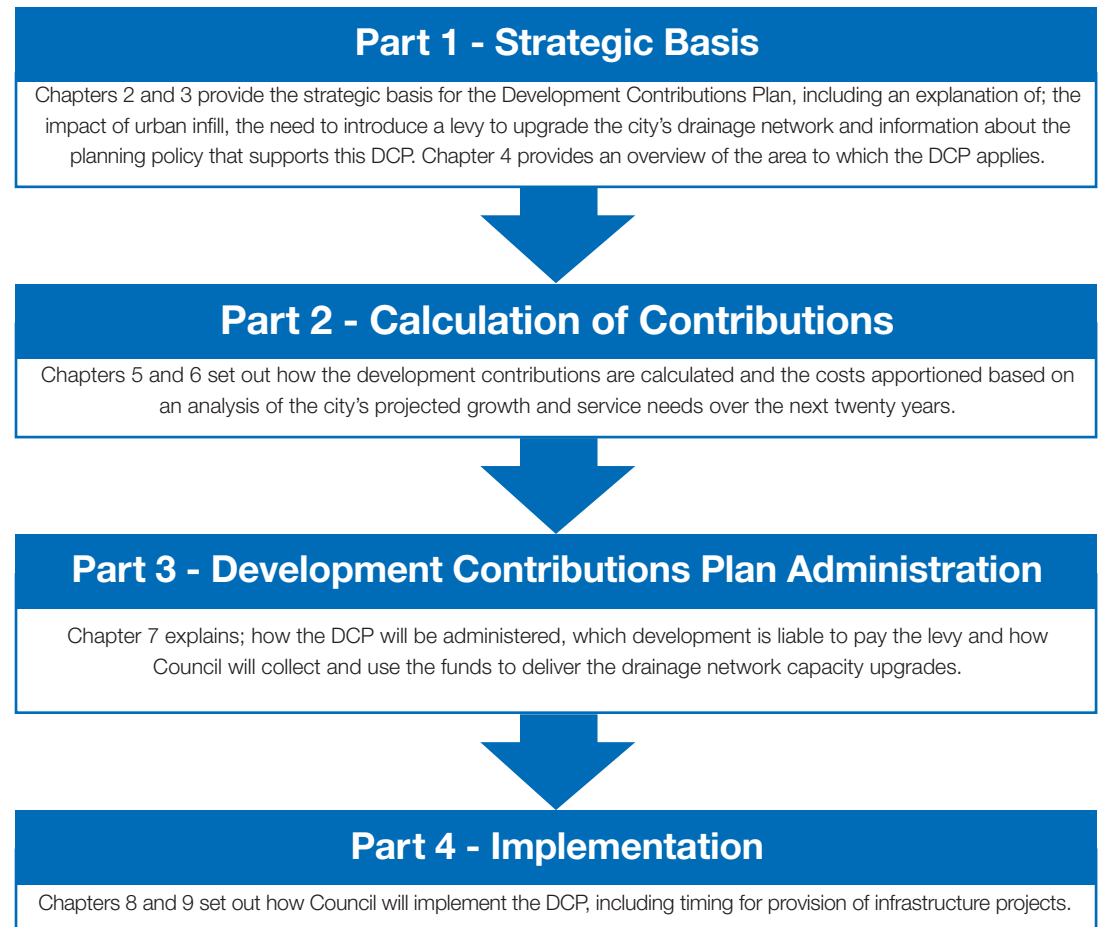 Part 1 - Strategic Basis
Chapters 2 and 3 provide the strategic basis for the Development Contributions Plan, including an explanation of; the
impact of urban infill, the need to introduce a levy to upgrade the city's drainage network and information about the
planning policy that supports this DCP. Chapter 4 provides an overview of the area to which the DCP applies.
Part 2 - Calculation of Contributions
Chapters 5 and 6 set out how the development contributions are calculated and the costs apportioned based on
an analysis of the city's projected growth and service needs over the next twenty years.
Part 3 - Development Contributions Plan Administration
Chapter 7 explains; how the DCP will be administered, which development is liable to pay the levy and how
Council will collect and use the funds to deliver the drainage network capacity upgrades.
Part 4 - Implementation
Chapters 8 and 9 set out how Council will implement the DCP, including timing for provision of infrastructure projects.